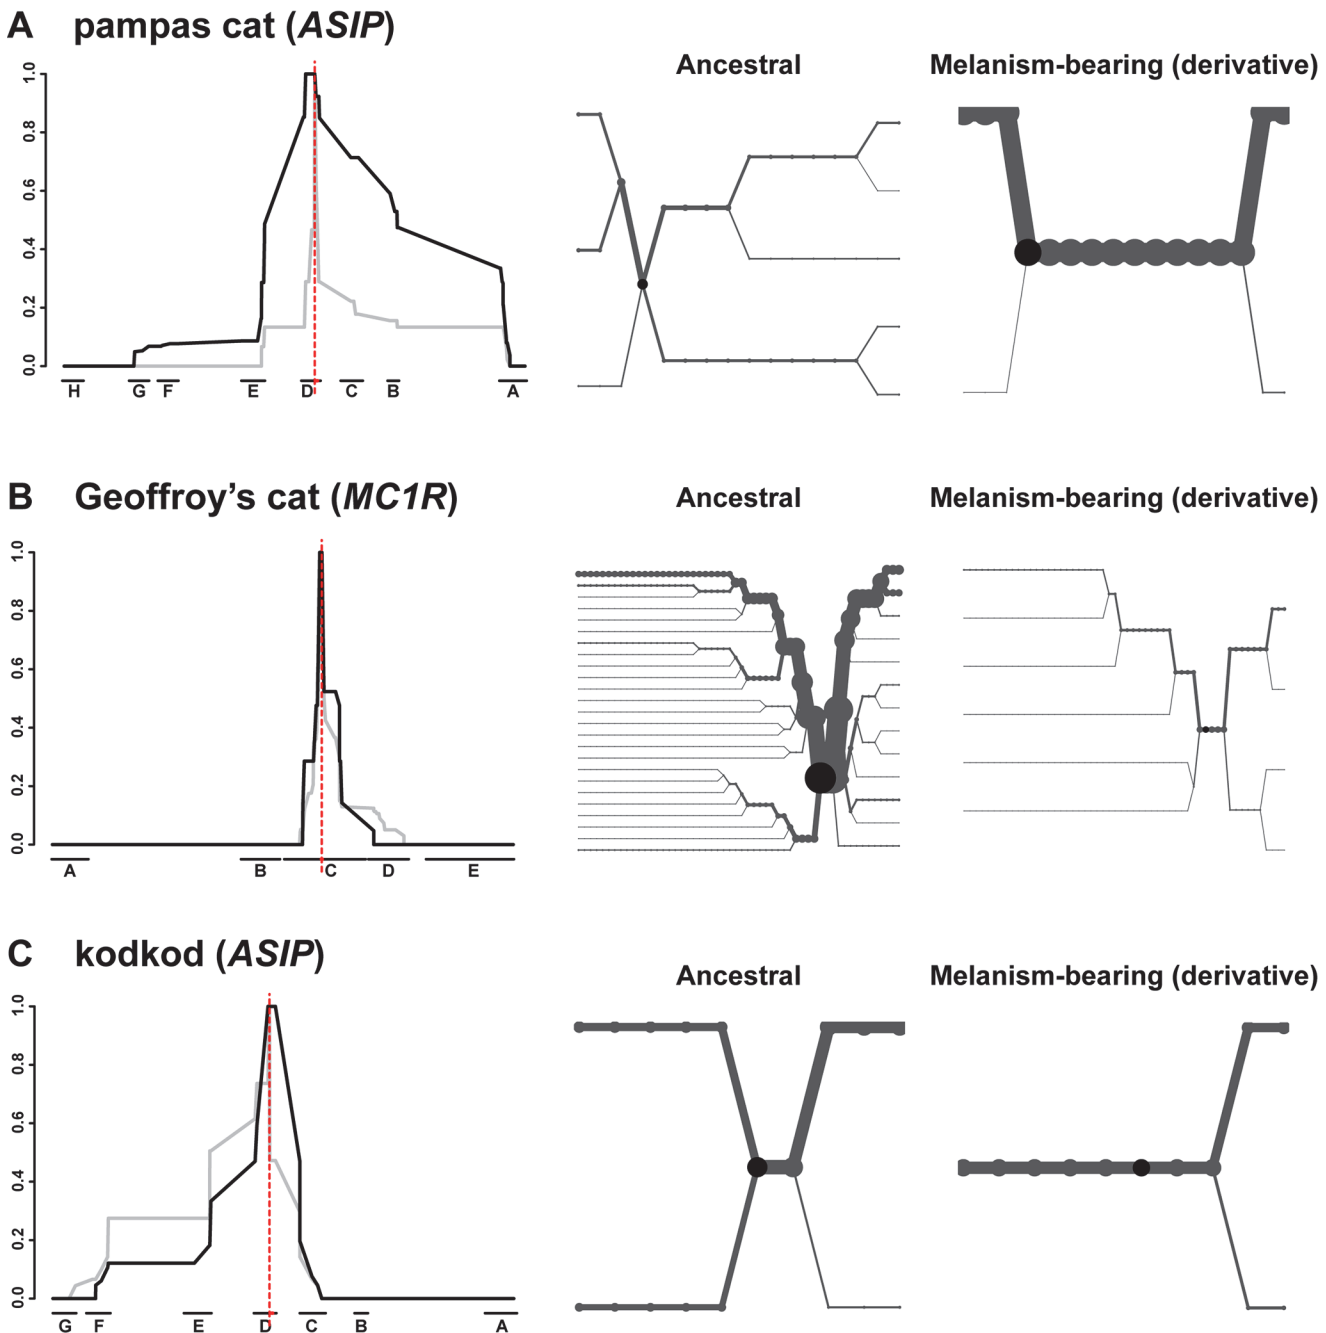 A pampas cat (ASIP)
Ancestral
Melanism-bearing (derivative)
1.0
0.8
0.6
0.4
0.2
0.0
H G F E D C B A
B Geoffroy’s cat (MC1R)
Ancestral
Melanism-bearing (derivative)
1.0
0.8
0.6
0.4
0.2
0.0
A B C D E
C kodkod (ASIP)
Ancestral
Melanism-bearing (derivative)
1.0
0.8
0.6
0.4
0.2
0.0
G F E D C B A